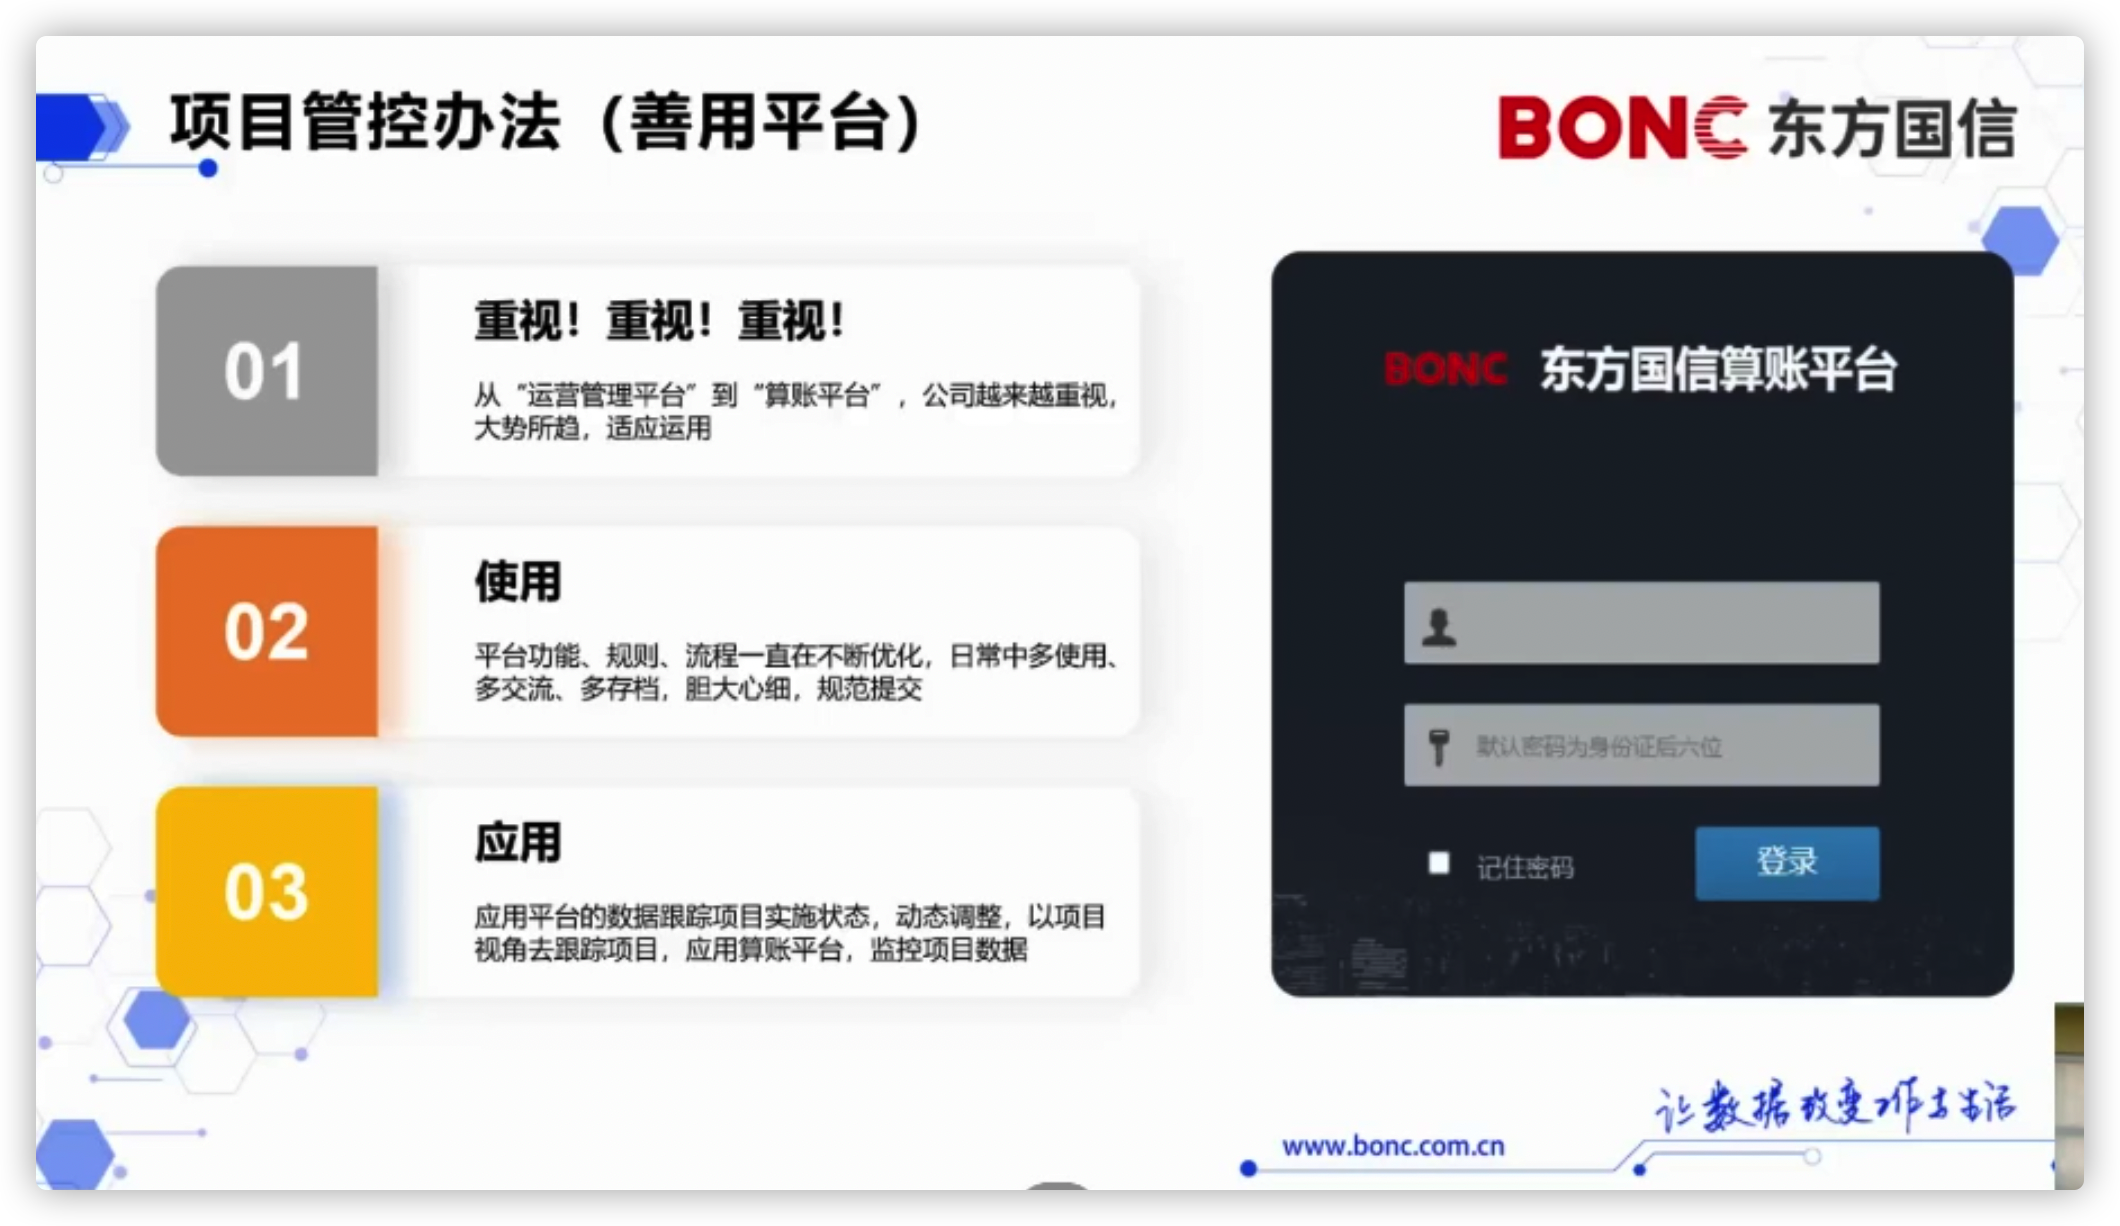 项目管控办法（善用平台）
BONC 东方国信
01
重视！重视！重视！
从“运营管理平台”到“算账平台”，公司越来越重视，
大势所趋，适应运用
02
使用
平台功能、规则、流程一直在不断优化，日常中多使用、
多交流、多存档，胆大心细，规范提交
03
应用
应用平台的数据跟踪项目实施状态，动态调整，以项目
视角去跟踪项目，应用算账平台，监控项目数据
BONC 东方国信算账平台
默认密码为身份证后六位
记住密码
登录
让数据改变工作与生活
www.bonc.com.cn